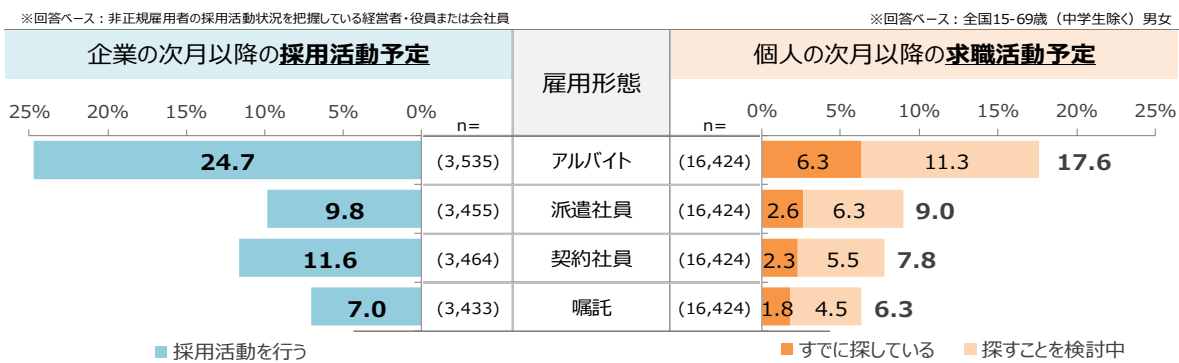 ※回答ベース：非正規雇用者の採用活動状況を把握している経営者・役員または会社員
※回答ベース：全国15-69歳（中学生除く）男女
企業の次月以降の採用活動予定
雇用形態
個人の次月以降の求職活動予定
25% 20% 15% 10% 5% 0%
n=
n=
0% 5% 10% 15% 20% 25%
24.7 (3,535) アルバイト (16,424) 6.3 11.3 17.6
9.8 (3,455) 派遣社員 (16,424) 2.6 6.3 9.0
11.6 (3,464) 契約社員 (16,424) 2.3 5.5 7.8
7.0 (3,433) 嘱託 (16,424) 1.8 4.5 6.3
採用活動を行う
すでに探している 探すことを検討中